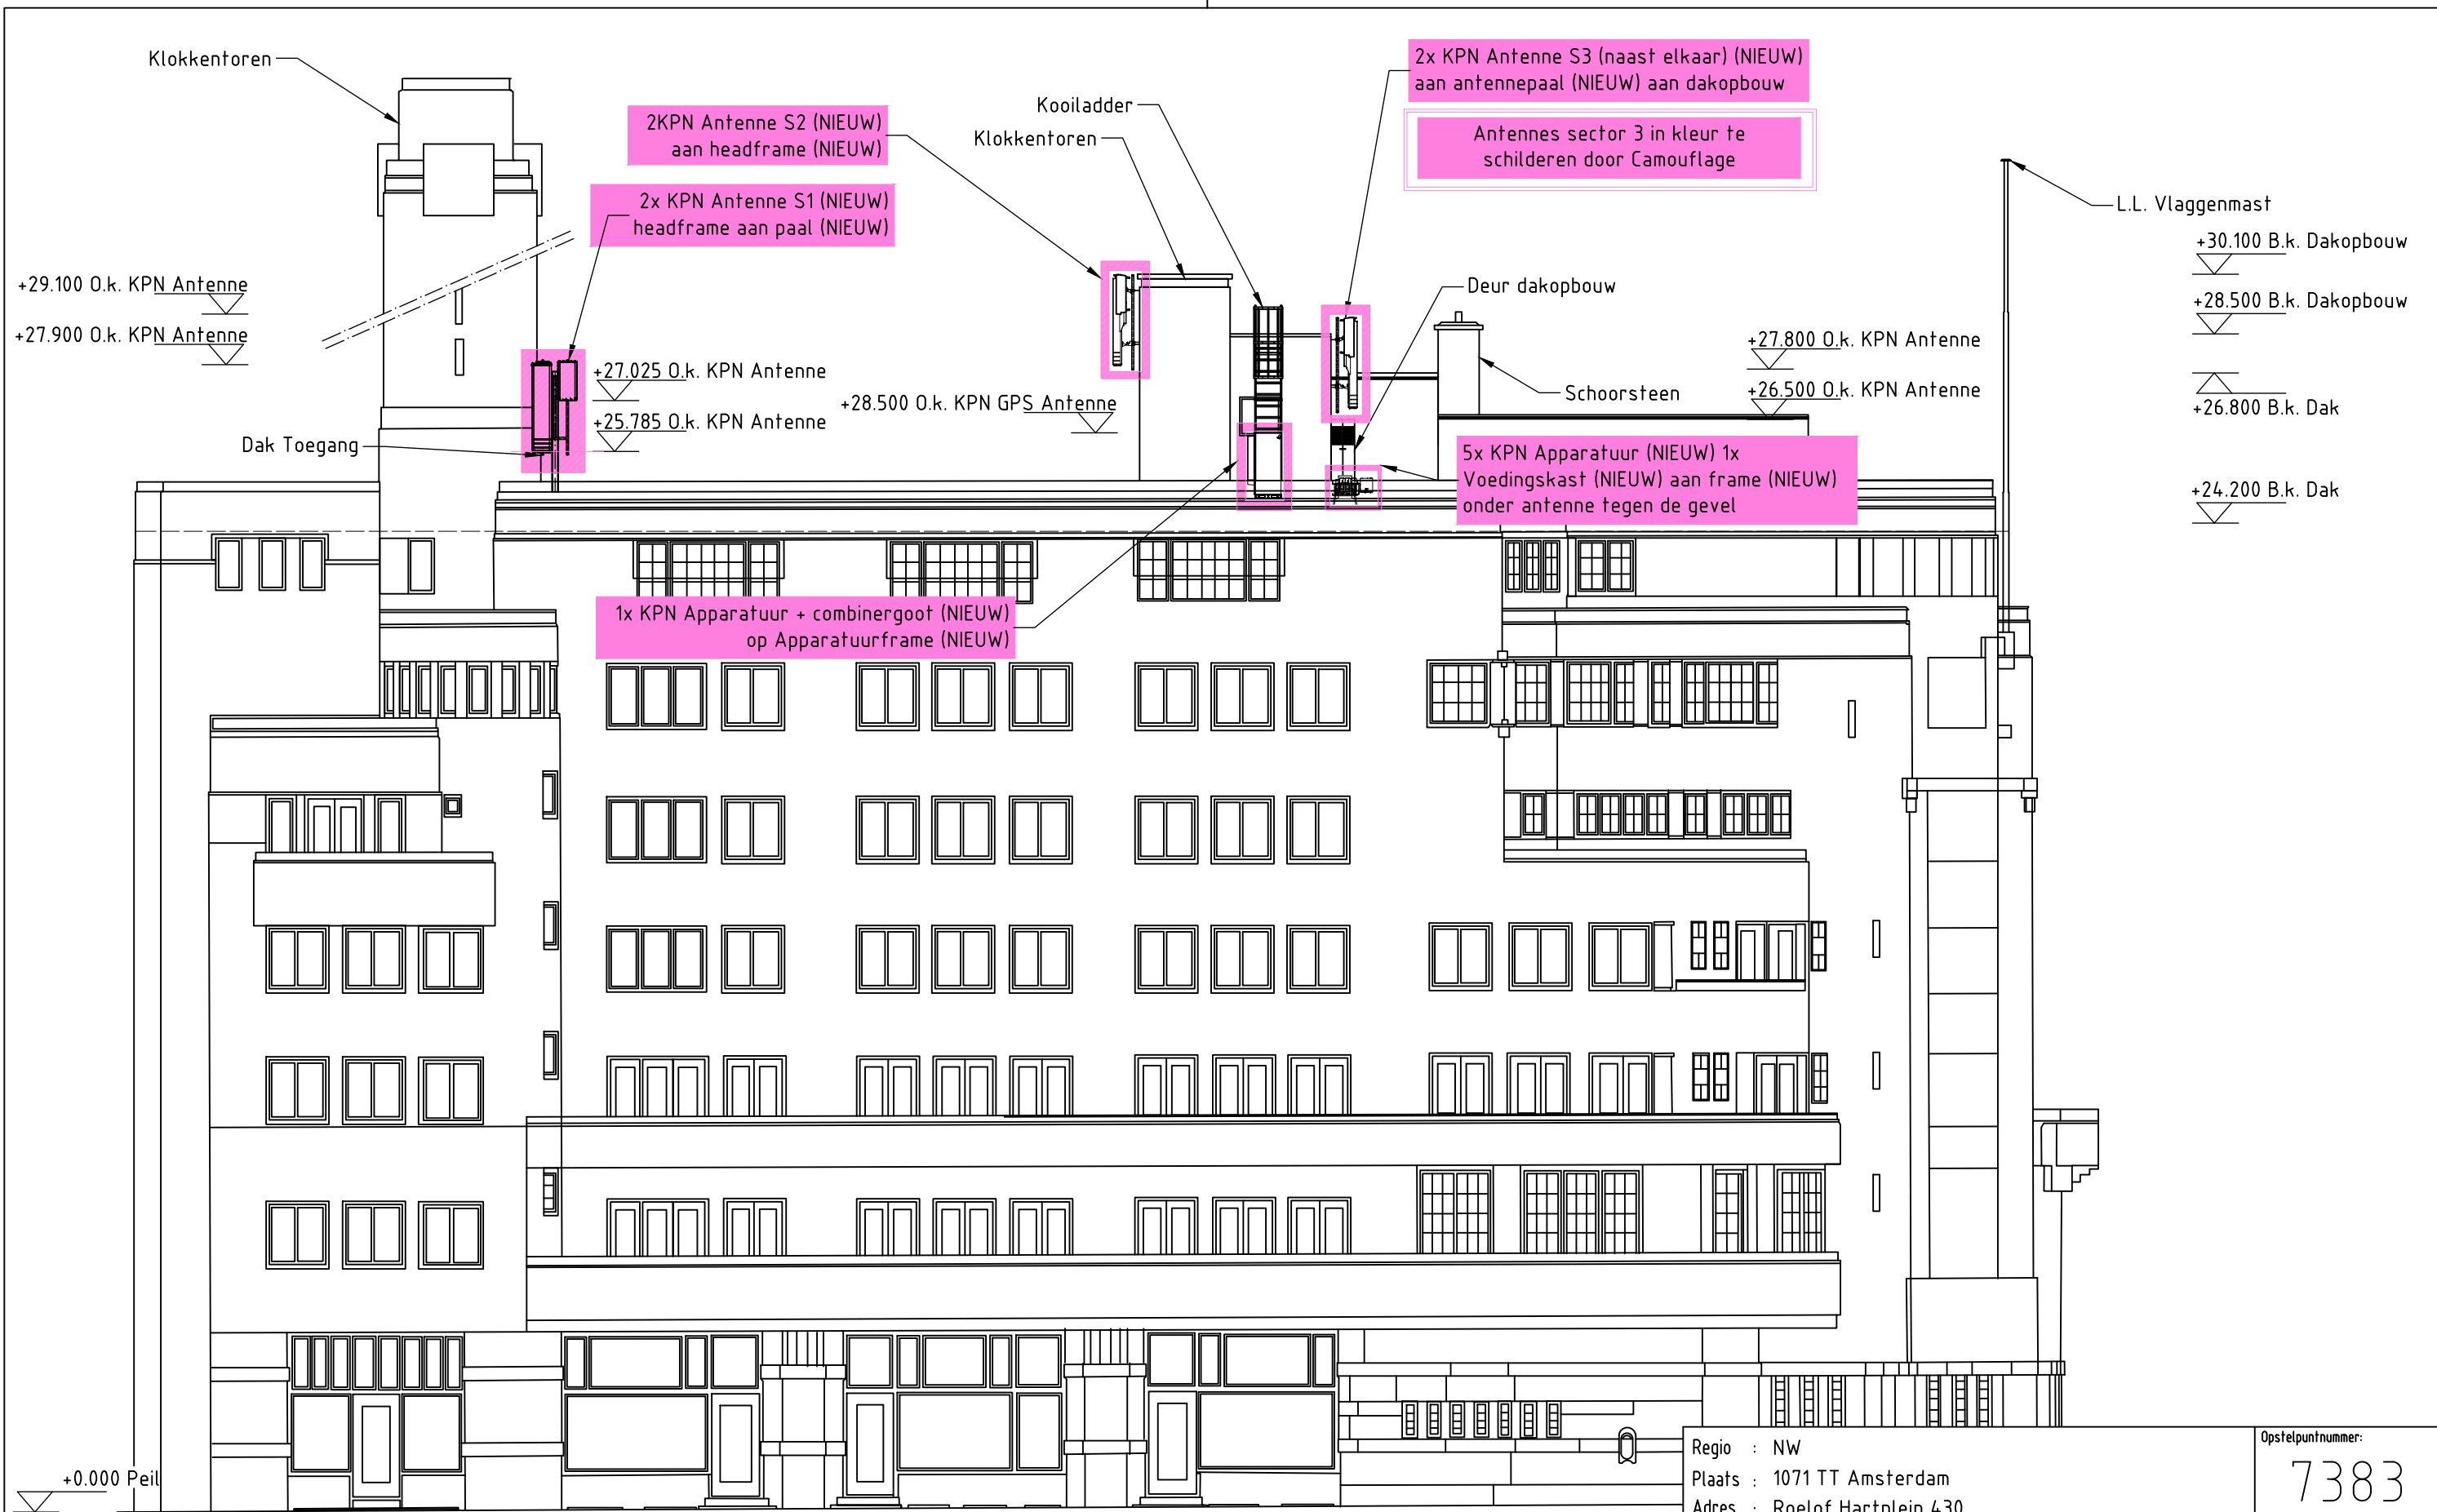 Klokkentoren
2KPN Antenne S2 (NIEUW)
aan headframe (NIEUW)
2x KPN Antenne S1 (NIEUW)
headframe aan paal (NIEUW)
Kooiladder
Klokkentoren
2x KPN Antenne S3 (naast elkaar) (NIEUW)
aan antennepaal (NIEUW) aan dakopbouw
Antennes sector 3 in kleur te
schilderen door Camouflage
L.L. Vlaggenmast
+30.100 B.k. Dakopbouw
+28.500 B.k. Dakopbouw
+26.800 B.k. Dak
+24.200 B.k. Dak
+29.100 O.k. KPN Antenne
+27.900 O.k. KPN Antenne
+27.025 O.k. KPN Antenne
+25.785 O.k. KPN Antenne
+28.500 O.k. KPN GPS Antenne
Deur dakopbouw
Schoorsteen
+27.800 O.k. KPN Antenne
+26.500 O.k. KPN Antenne
Dak Toegang
5x KPN Apparatuur (NIEUW) 1x
Voedingskast (NIEUW) aan frame (NIEUW)
onder antenne tegen de gevel
1x KPN Apparatuur + combinergoot (NIEUW)
op Apparatuurframe (NIEUW)
+0.000 Peil
Regio : NW
Plaats : 1071 TT Amsterdam
Adres : Roelof Hartplein 430
Opstelpuntnummer:
7383